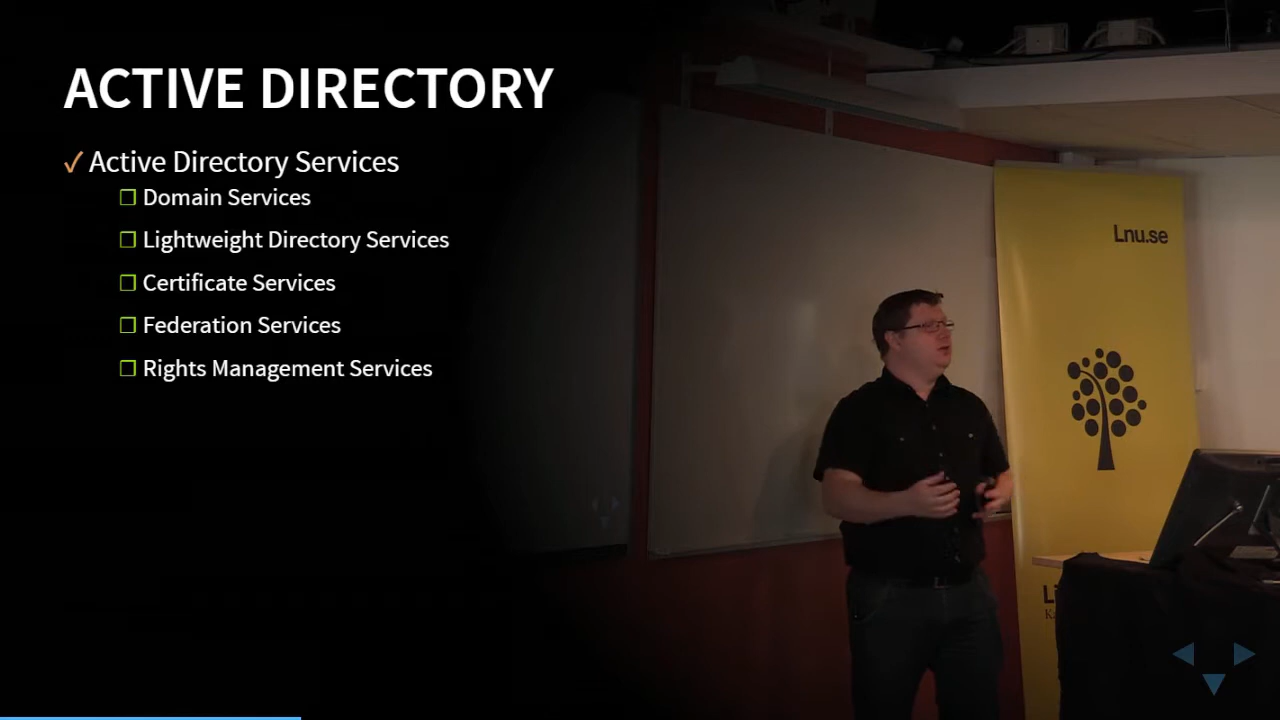 ACTIVE DIRECTORY
✓ Active Directory Services
❐ Domain Services
❐ Lightweight Directory Services
❐ Certificate Services
❐ Federation Services
❐ Rights Management Services
Lnu.se